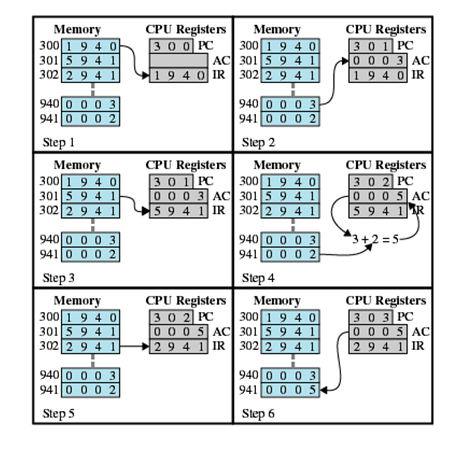 Memory CPU Registers
300 1 9 4 0 3 0 0 PC
301 5 9 4 1 AC
302 2 9 4 1 1 9 4 0 IR
940 0 0 0 3
941 0 0 0 2
Step 1
Memory CPU Registers
300 1 9 4 0 3 0 1 PC
301 5 9 4 1 0 0 0 3 AC
302 2 9 4 1 1 9 4 0 IR
940 0 0 0 3
941 0 0 0 2
Step 2
Memory CPU Registers
300 1 9 4 0 3 0 1 PC
301 5 9 4 1 0 0 0 3 AC
302 2 9 4 1 5 9 4 1 IR
940 0 0 0 3
941 0 0 0 2
Step 3
Memory CPU Registers
300 1 9 4 0 3 0 2 PC
301 5 9 4 1 0 0 0 5 AC
302 2 9 4 1 5 9 4 1 IR
940 0 0 0 3 3 + 2 = 5
941 0 0 0 2
Step 4
Memory CPU Registers
300 1 9 4 0 3 0 2 PC
301 5 9 4 1 0 0 0 5 AC
302 2 9 4 1 2 9 4 1 IR
940 0 0 0 3
941 0 0 0 2
Step 5
Memory CPU Registers
300 1 9 4 0 3 0 3 PC
301 5 9 4 1 0 0 0 5 AC
302 2 9 4 1 2 9 4 1 IR
940 0 0 0 3
941 0 0 0 5
Step 6